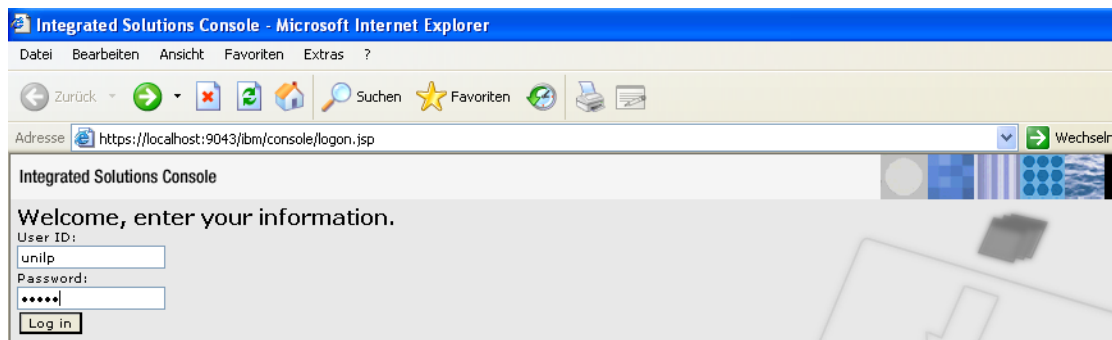 Integrated Solutions Console - Microsoft Internet Explorer
Datei Bearbeiten Ansicht Favoriten Extras ?
Zurück Suchen Favoriten
Adresse https://localhost:9043/ibm/console/logon.jsp Wechseln
Integrated Solutions Console
Welcome, enter your information.
User ID:
unilp
Password:
•••••
Log in